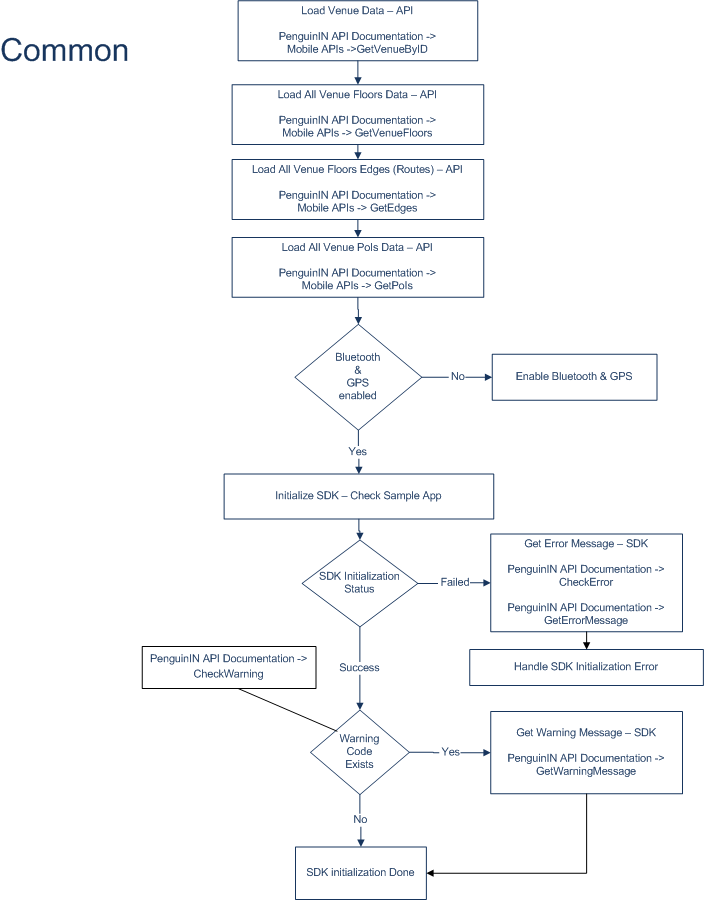 Common
Load Venue Data – API
PenguinIN API Documentation ->
Mobile APIs ->GetVenueByID
Load All Venue Floors Data – API
PenguinIN API Documentation ->
Mobile APIs -> GetVenueFloors
Load All Venue Floors Edges (Routes) – API
PenguinIN API Documentation ->
Mobile APIs -> GetEdges
Load All Venue PoIs Data – API
PenguinIN API Documentation ->
Mobile APIs -> GetPoIs
Bluetooth
&
GPS
enabled
No
Enable Bluetooth & GPS
Yes
Initialize SDK – Check Sample App
SDK Initialization
Status
Failed
Get Error Message – SDK
PenguinIN API Documentation ->
CheckError
PenguinIN API Documentation ->
GetErrorMessage
Handle SDK Initialization Error
Success
PenguinIN API Documentation ->
CheckWarning
Warning
Code
Exists
Yes
Get Warning Message – SDK
PenguinIN API Documentation ->
GetWarningMessage
No
SDK initialization Done